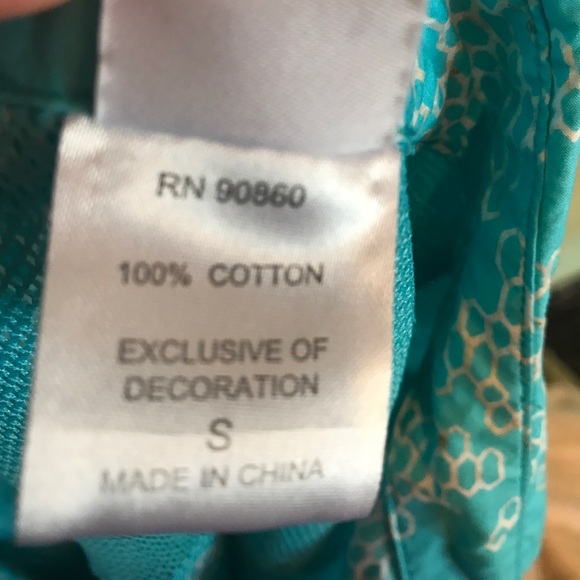 RN 90860
100% COTTON
EXCLUSIVE OF
DECORATION
S
MADE IN CHINA